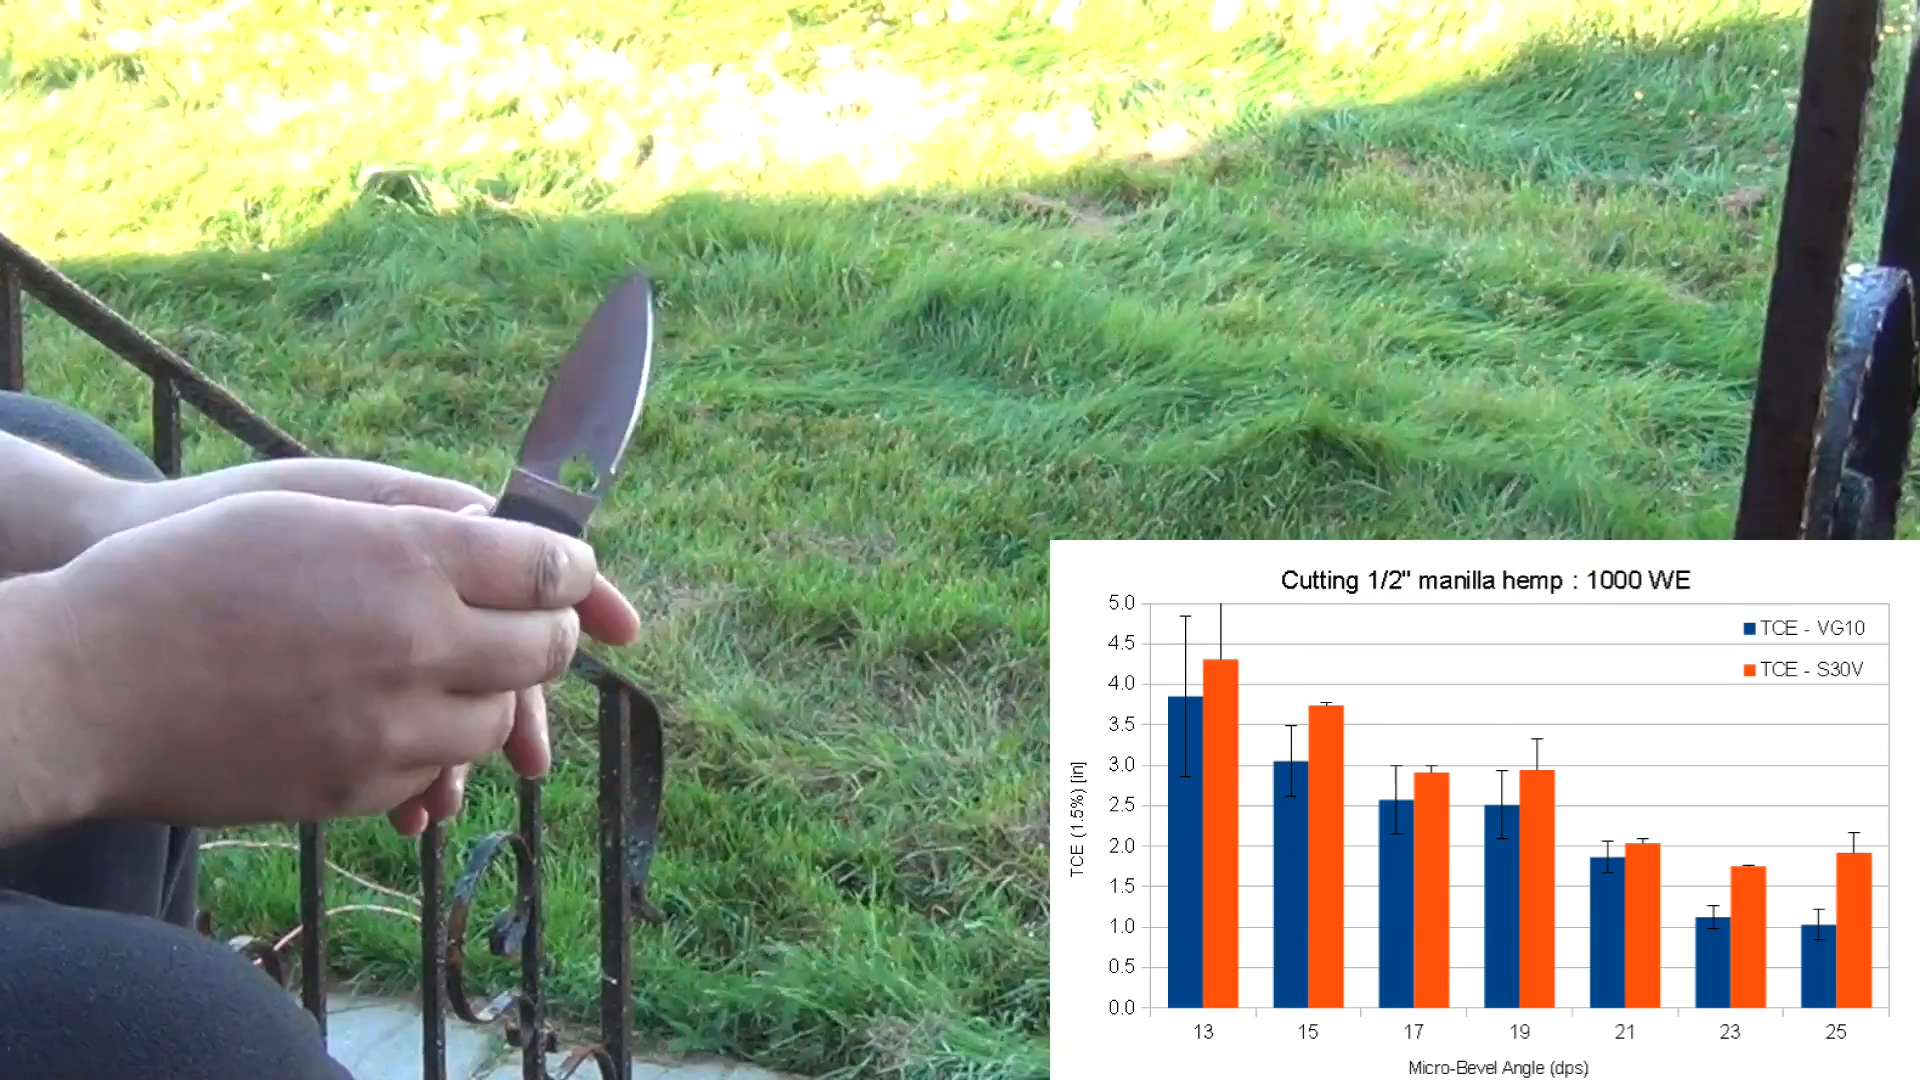 Cutting 1/2" manilla hemp : 1000 WE
TCE - VG10
TCE - S30V
5.0
4.5
4.0
3.5
3.0
2.5
2.0
1.5
1.0
0.5
0.0
TCE (1.5%) [in]
13 15 17 19 21 23 25
Micro-Bevel Angle (dps)